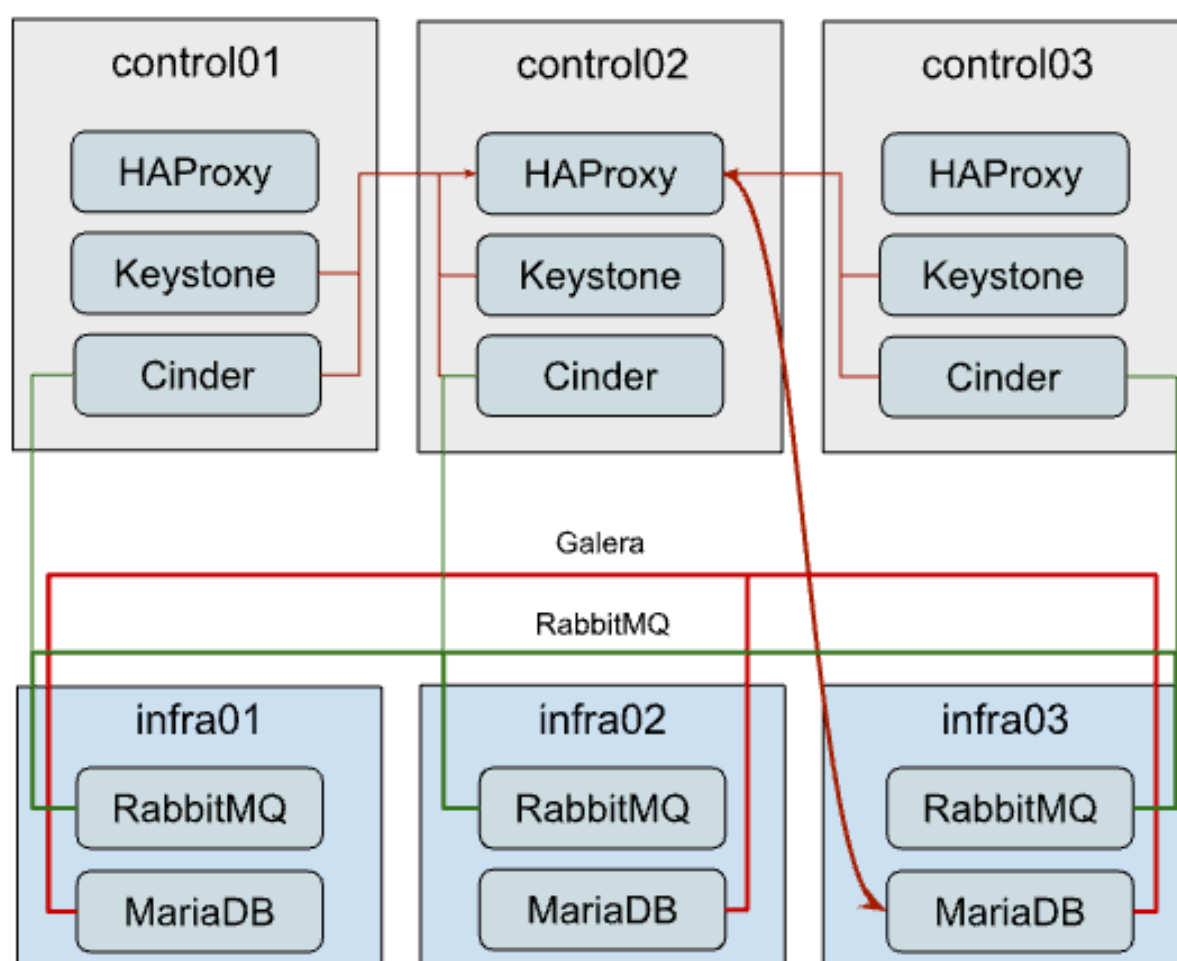 control01
control02
control03
HAProxy
HAProxy
HAProxy
Keystone
Keystone
Keystone
Cinder
Cinder
Cinder
Galera
RabbitMQ
infra01
infra02
infra03
RabbitMQ
RabbitMQ
RabbitMQ
MariaDB
MariaDB
MariaDB